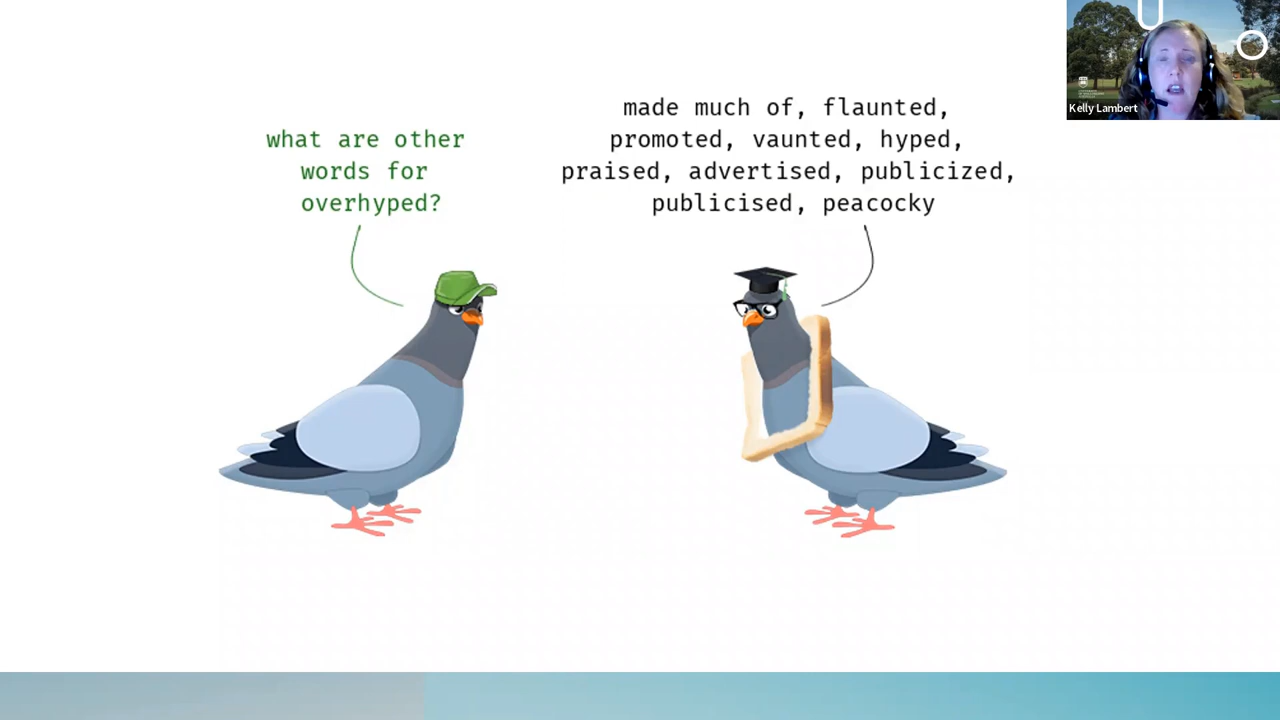 what are other
words for
overhyped?
made much of, flaunted,
promoted, vaunted, hyped,
praised, advertised, publicized,
publicised, peacocky
Kelly Lambert